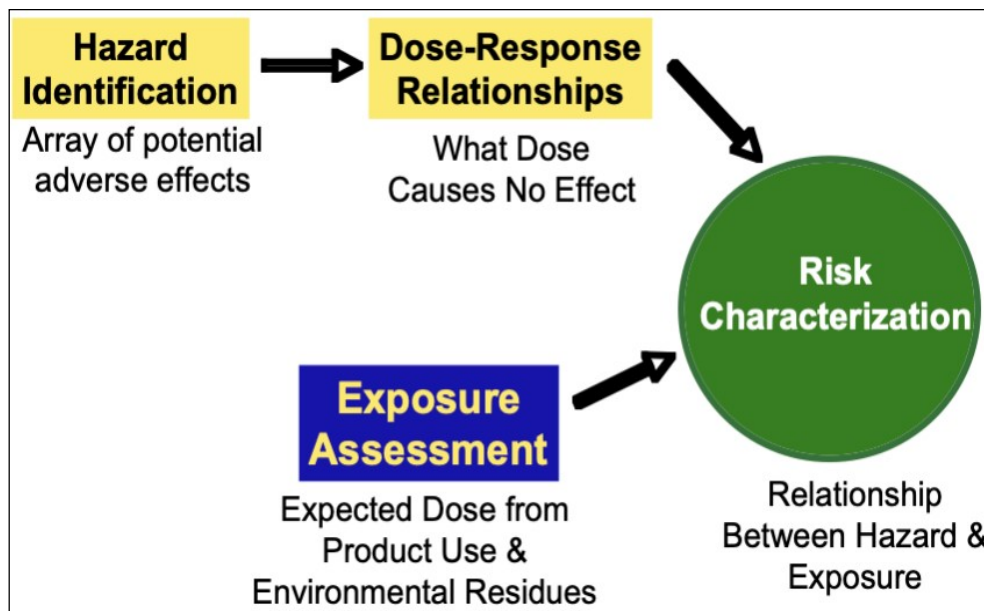 Hazard
Identification
Array of potential
adverse effects
Dose-Response
Relationships
What Dose
Causes No Effect
Risk
Characterization
Relationship
Between Hazard &
Exposure
Exposure
Assessment
Expected Dose from
Product Use &
Environmental Residues